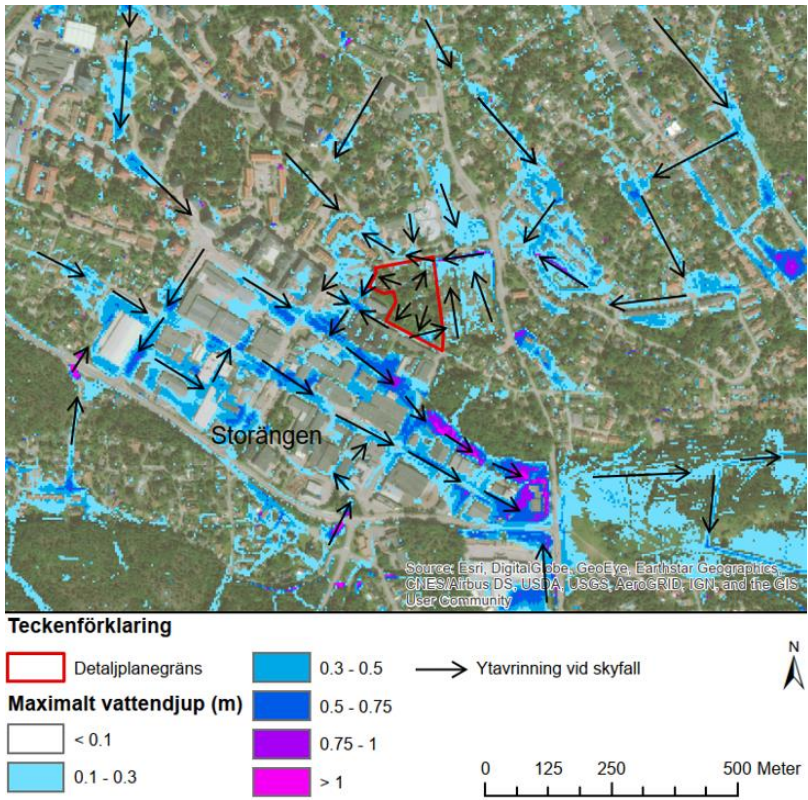 Storängen
Source: Esri, DigitalGlobe, GeoEye, Earthstar Geographics,
CNES/Airbus DS, USDA, USGS, AeroGRID, IGN, and the GIS
User Community
Teckenförklaring
Detaljplanegräns
Maximalt vattendjup (m)
< 0.1
0.1 - 0.3
0.3 - 0.5
0.5 - 0.75
0.75 - 1
> 1
Ytavrinning vid skyfall
N
0 125 250 500 Meter